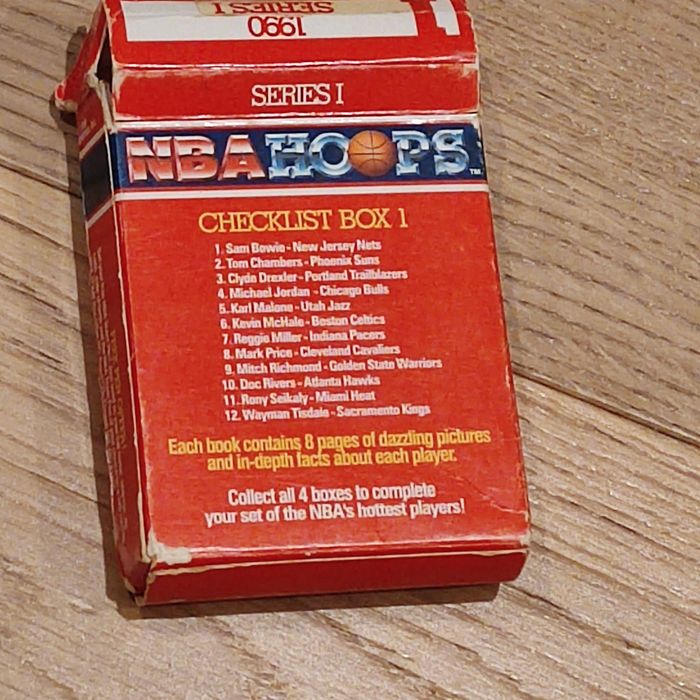 SERIES I
1990
SERIES I
NBA HOOPS TM
CHECKLIST BOX 1
1. Sam Bowie - New Jersey Nets
2. Tom Chambers - Phoenix Suns
3. Clyde Drexler - Portland Trailblazers
4. Michael Jordan - Chicago Bulls
5. Karl Malone - Utah Jazz
6. Kevin McHale - Boston Celtics
7. Reggie Miller - Indiana Pacers
8. Mark Price - Cleveland Cavaliers
9. Mitch Richmond - Golden State Warriors
10. Doc Rivers - Atlanta Hawks
11. Rony Seikaly - Miami Heat
12. Wayman Tisdale - Sacramento Kings
Each book contains 8 pages of dazzling pictures
and in-depth facts about each player.
Collect all 4 boxes to complete
your set of the NBA's hottest players!